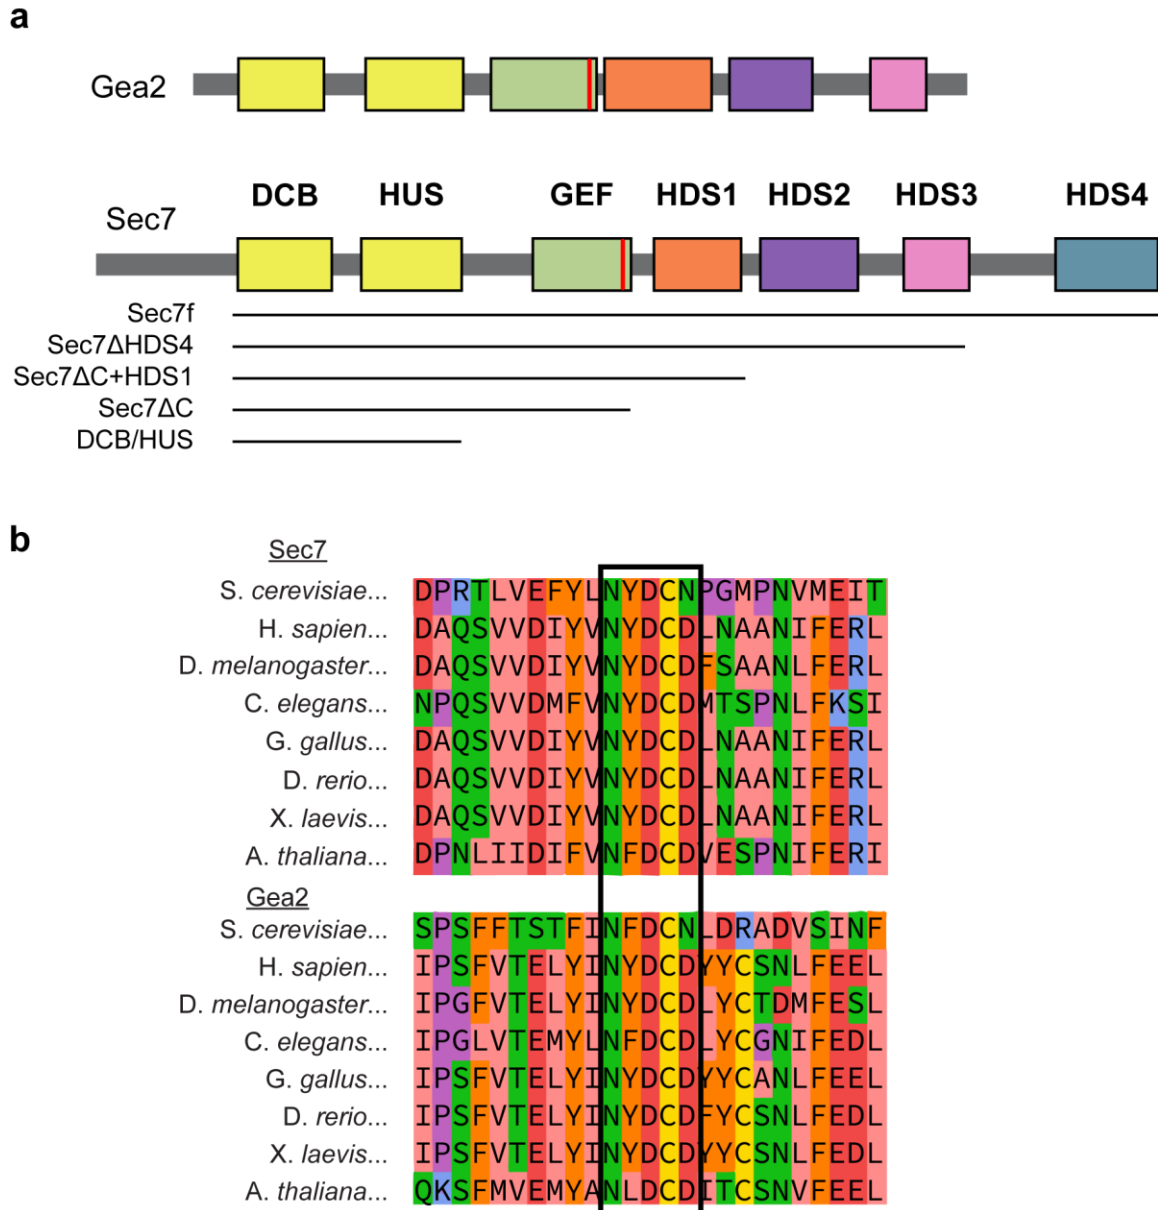 a
Gea2
DCB HUS GEF HDS1 HDS2 HDS3 HDS4
Sec7
Sec7f
Sec7ΔHDS4
Sec7ΔC+HDS1
Sec7ΔC
DCB/HUS
b
Sec7
S. cerevisiae... DPRTLVEFYLNYDCNPGMPNVMEIT
H. sapien... DAQSVVDIYVNYDCDLNAANIFERL
D. melanogaster... DAQSVVDIYVNYDCDFSAANLFERL
C. elegans... NPQSVVDMFVNYDCDMTSPNLFKSI
G. gallus... DAQSVVDIYVNYDCDLNAANIFERL
D. rerio... DAQSVVDIYVNYDCDLNAANIFERL
X. laevis... DAQSVVDIYVNYDCDLNAANIFERL
A. thaliana... DPNLIIDIFVNFDCDVESPNIFERI
Gea2
S. cerevisiae... SPSFFTSTFINFDCNLDRADVSINF
H. sapien... IPSFVTELYINYDCDYYCSNLFEEL
D. melanogaster... IPGFVTELYINYDCDLYCTDMFESL
C. elegans... IPGLVTEMYLNFDCDLYCGNIFEDL
G. gallus... IPSFVTELYINYDCDYYCANLFEEL
D. rerio... IPSFVTELYINYDCDFYCSNLFEDL
X. laevis... IPSFVTELYINYDCDYYCSNLFEDL
A. thaliana... QKSFMVEMYANLDCDITCSNVFEEL